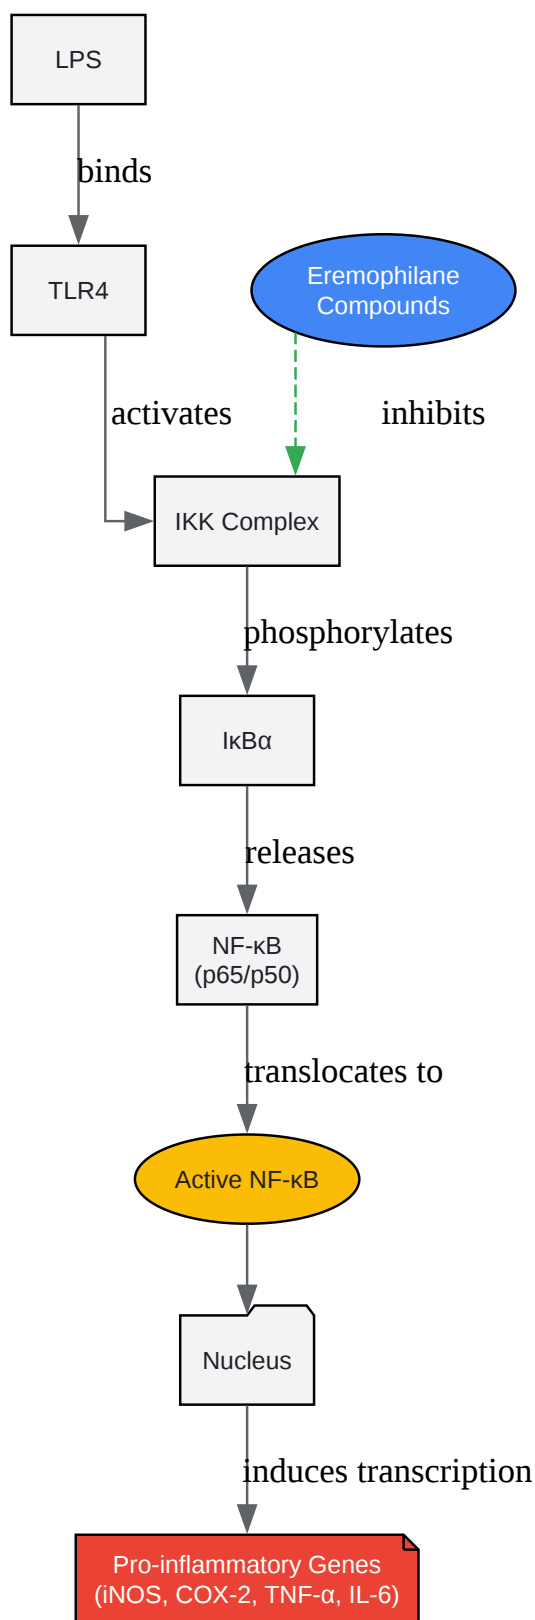 LPS
binds
TLR4
Eremophilane
Compounds
activates
inhibits
IKK Complex
phosphorylates
IκBα
releases
NF-κB
(p65/p50)
translocates to
Active NF-κB
Nucleus
induces transcription
Pro-inflammatory Genes
(iNOS, COX-2, TNF-α, IL-6)